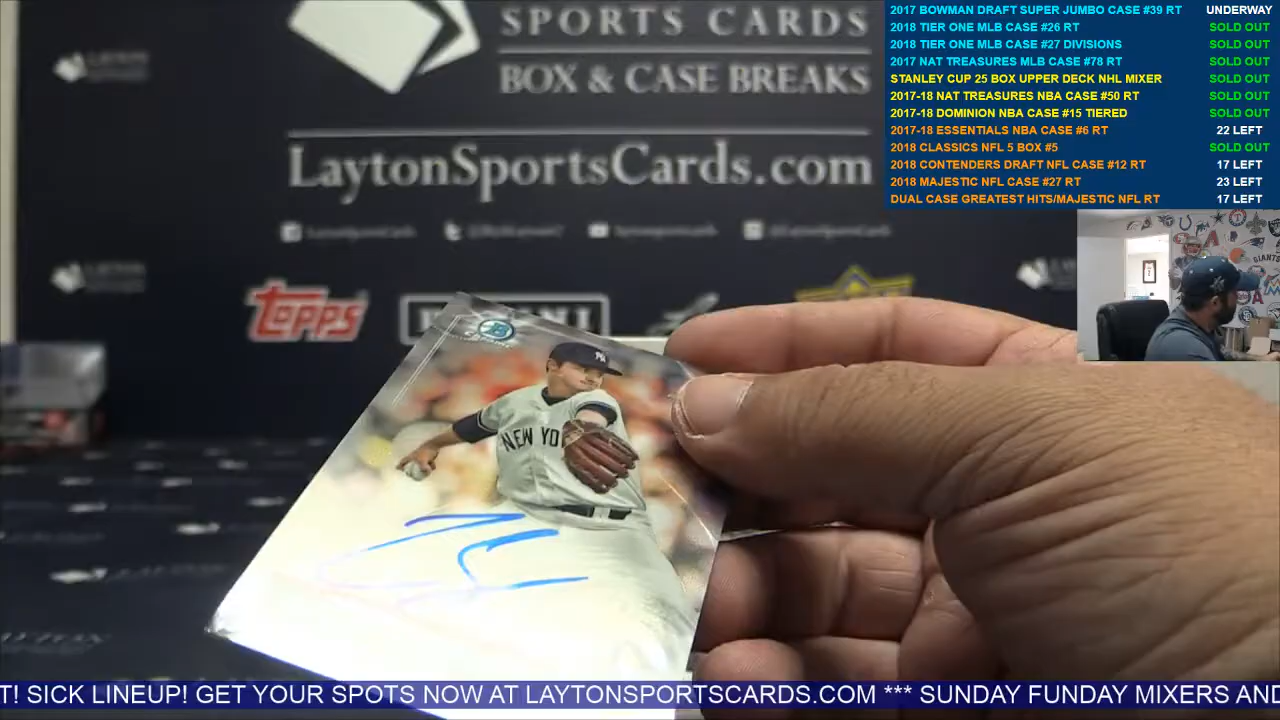 SPORTS CARDS
BOX & CASE BREAKS
LaytonSportsCards.com
topps
PANINI
NEW YO
2017 BOWMAN DRAFT SUPER JUMBO CASE #39 RT UNDERWAY
2018 TIER ONE MLB CASE #26 RT SOLD OUT
2018 TIER ONE MLB CASE #27 DIVISIONS SOLD OUT
2017 NAT TREASURES MLB CASE #78 RT SOLD OUT
STANLEY CUP 25 BOX UPPER DECK NHL MIXER SOLD OUT
2017-18 NAT TREASURES NBA CASE #50 RT SOLD OUT
2017-18 DOMINION NBA CASE #15 TIERED SOLD OUT
2017-18 ESSENTIALS NBA CASE #6 RT 22 LEFT
2018 CLASSICS NFL 5 BOX #5 SOLD OUT
2018 CONTENDERS DRAFT NFL CASE #12 RT 17 LEFT
2018 MAJESTIC NFL CASE #27 RT 23 LEFT
DUAL CASE GREATEST HITS/MAJESTIC NFL RT 17 LEFT
GIANTS
T! SICK LINEUP! GET YOUR SPOTS NOW AT LAYTONSPORTSCARDS.COM *** SUNDAY FUNDAY MIXERS AND